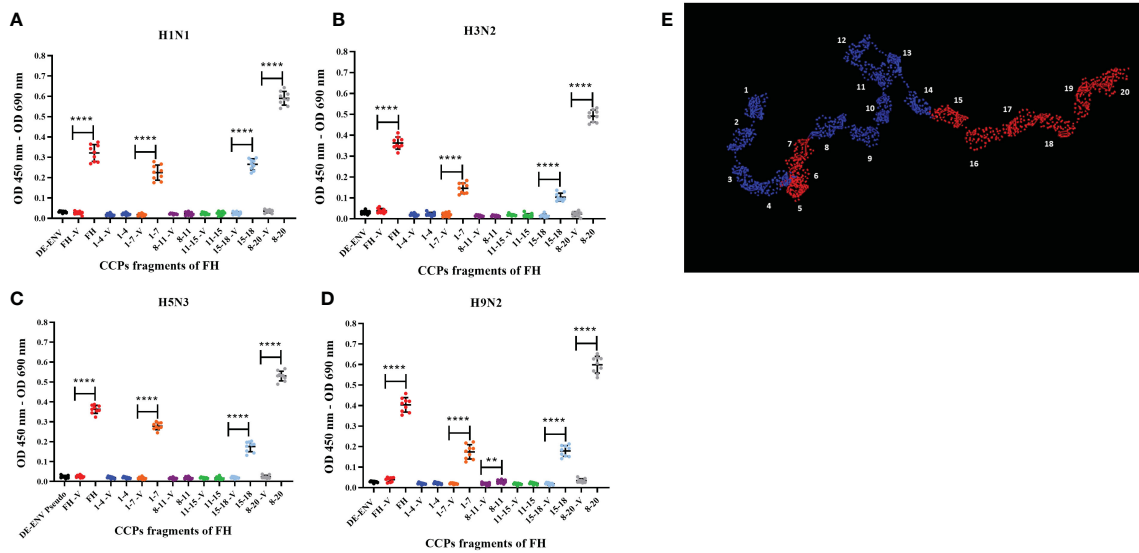 A
H1N1
OD 450 nm - OD 690 nm
0.8
0.7
0.6
0.5
0.4
0.3
0.2
0.1
0.0
**** **** **** ****
DE-ENV FH -V FH 1-4 -V 1-4 1-7 -V 1-7 8-11 -V 8-11 11-15 -V 11-15 15-18 -V 15-18 8-20 -V 8-20
CCPs fragments of FH
B
H3N2
OD 450 nm - OD 690 nm
0.8
0.7
0.6
0.5
0.4
0.3
0.2
0.1
0.0
**** **** **** ****
DE-ENV FH -V FH 1-4 -V 1-4 1-7 -V 1-7 8-11 -V 8-11 11-15 -V 11-15 15-18 -V 15-18 8-20 -V 8-20
CCPs fragments of FH
C
H5N3
OD 450 nm - OD 690 nm
0.8
0.7
0.6
0.5
0.4
0.3
0.2
0.1
0.0
**** **** **** ****
DE-ENV Pseudo FH -V FH 1-4 -V 1-4 1-7 -V 1-7 8-11 -V 8-11 11-15 -V 11-15 15-18 -V 15-18 8-20 -V 8-20
CCPs fragments of FH
D
H9N2
OD 450 nm - OD 690 nm
0.8
0.7
0.6
0.5
0.4
0.3
0.2
0.1
0.0
**** **** ** **** ****
DE-ENV FH -V FH 1-4 -V 1-4 1-7 -V 1-7 8-11 -V 8-11 11-15 -V 11-15 15-18 -V 15-18 8-20 -V 8-20
CCPs fragments of FH
E
1
2
3
4
5
6
7
8
9
10
11
12
13
14
15
16
17
18
19
20